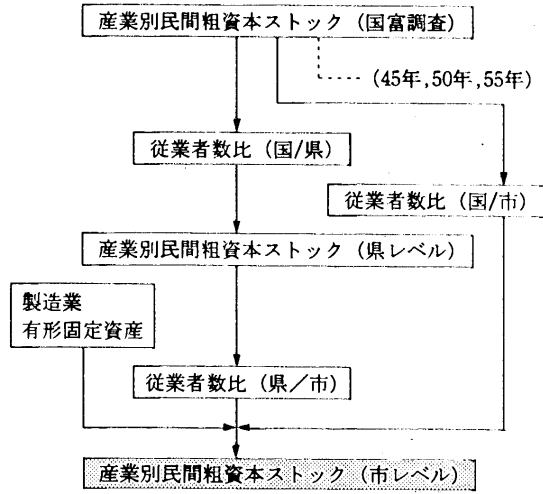 産業別民間粗資本ストック（国富調査）
(45年,50年,55年)
従業者数比（国/県）
従業者数比（国/市）
産業別民間粗資本ストック（県レベル）
製造業
有形固定資産
従業者数比（県／市）
産業別民間粗資本ストック（市レベル）